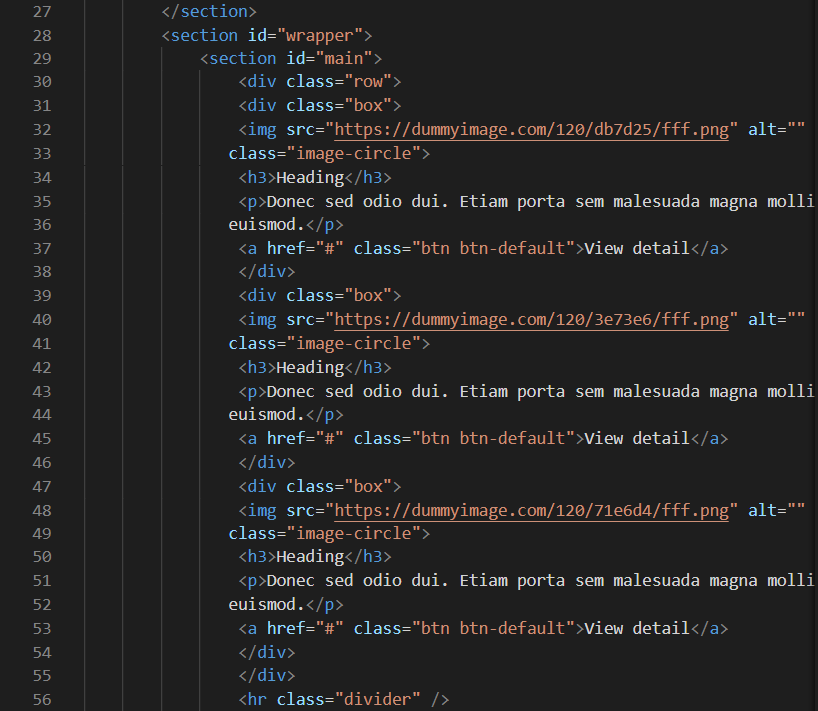 27 </section>
28 <section id="wrapper">
29 <section id="main">
30 <div class="row">
31 <div class="box">
32 <img src="https://dummyimage.com/120/db7d25/fff.png" alt=""
33 class="image-circle">
34 <h3>Heading</h3>
35 <p>Donec sed odio dui. Etiam porta sem malesuada magna molli
36 euismod.</p>
37 <a href="#" class="btn btn-default">View detail</a>
38 </div>
39 <div class="box">
40 <img src="https://dummyimage.com/120/3e73e6/fff.png" alt=""
41 class="image-circle">
42 <h3>Heading</h3>
43 <p>Donec sed odio dui. Etiam porta sem malesuada magna molli
44 euismod.</p>
45 <a href="#" class="btn btn-default">View detail</a>
46 </div>
47 <div class="box">
48 <img src="https://dummyimage.com/120/71e6d4/fff.png" alt=""
49 class="image-circle">
50 <h3>Heading</h3>
51 <p>Donec sed odio dui. Etiam porta sem malesuada magna molli
52 euismod.</p>
53 <a href="#" class="btn btn-default">View detail</a>
54 </div>
55 </div>
56 <hr class="divider" />